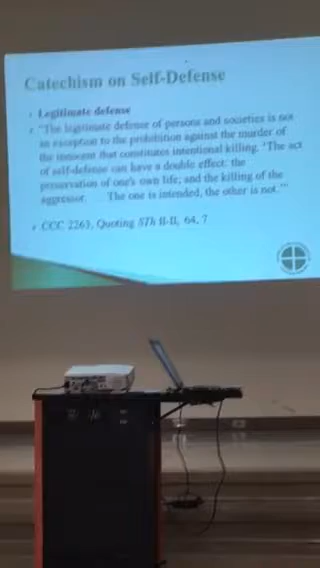 Catechism on Self-Defense
Legitimate defense
"The legitimate defense of persons and societies is not
an exception to the prohibition against the murder of
the innocent that constitutes intentional killing. 'The act
of self-defense can have a double effect: the
preservation of one's own life; and the killing of the
aggressor. The one is intended, the other is not.'"
CCC 2263, Quoting STh II-II, 64, 7